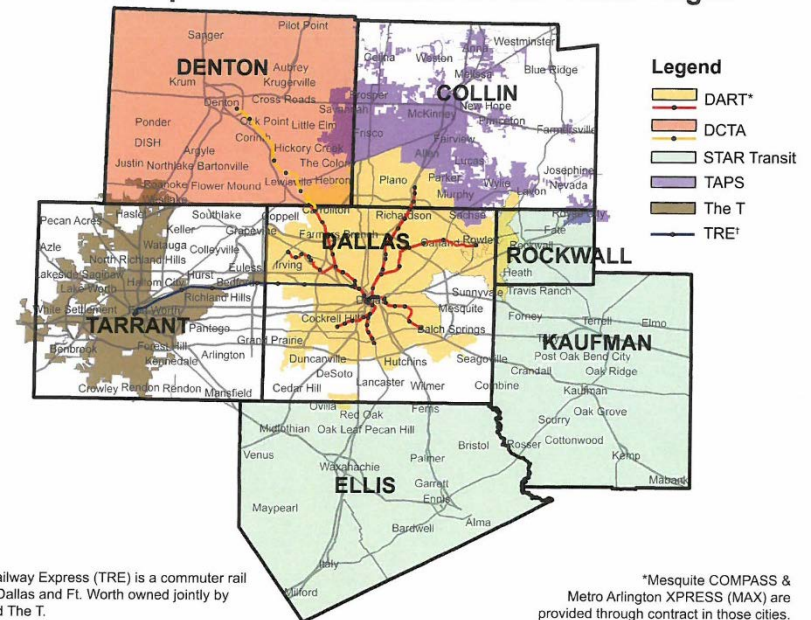 Pilot Point
Sanger
DENTON
Aubrey
Krum
Krugerville
Denton
Cross Roads
Oak Point
Little Elm
Ponder
DISH
Corinth
Hickory Creek
Argyle
The Colony
Justin
Northlake
Bartonville
Lewisville
Hebron
Roanoke
Flower Mound
Westminster
Anna
Celina
Weston
Melissa
Blue Ridge
COLLIN
Prosper
Savannah
New Hope
McKinney
Princeton
Frisco
Farmersville
Fairview
Allen
Lucas
Josephine
Plano
Parker
Wylie
Nevada
Murphy
Lavon
Legend
DART*
DCTA
STAR Transit
TAPS
The T
TRE†
Haslet
Southlake
Pecan Acres
Keller
Grapevine
Watauga
Colleyville
Azle
North Richland Hills
Euless
Lakeside
Saginaw
Hurst
Haltom City
Bedford
Lake Worth
Richland Hills
White Settlement
TARRANT
Pantego
Forest Hill
Benbrook
Arlington
Kennedale
Crowley
Rendon
Rendon
Mansfield
Coppell
Carrollton
Richardson
Sachse
Farmers Branch
DALLAS
Garland
Rowlett
Irving
Sunnyvale
Dallas
Mesquite
Cockrell Hill
Balch Springs
Grand Prairie
Duncanville
Hutchins
Seagoville
DeSoto
Cedar Hill
Lancaster
Wilmer
Combine
Royse City
Fate
Rockwall
ROCKWALL
Heath
Travis Ranch
Forney
Terrell
Elmo
KAUFMAN
Post Oak Bend City
Crandall
Oak Ridge
Kaufman
Oak Grove
Scurry
Cottonwood
Rosser
Kemp
Mabank
Ovilla
Ferris
Red Oak
Midlothian
Oak Leaf
Pecan Hill
Bristol
Venus
Palmer
Waxahachie
ELLIS
Garrett
Ennis
Maypearl
Alma
Bardwell
Italy
Milford
ailway Express (TRE) is a commuter rail
Dallas and Ft. Worth owned jointly by
d The T.
*Mesquite COMPASS &
Metro Arlington XPRESS (MAX) are
provided through contract in those cities.